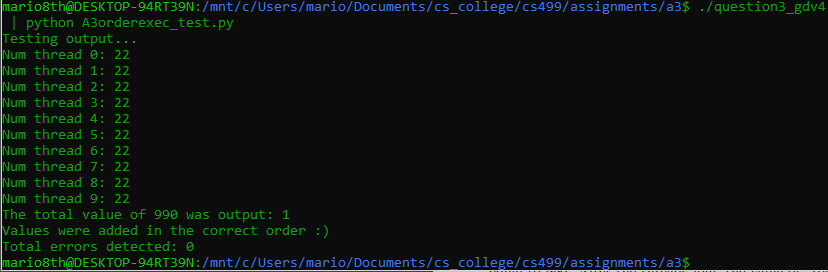 mario8th@DESKTOP-94RT39N:/mnt/c/Users/mario/Documents/cs_college/cs499/assignments/a3$ ./question3_gdv4
| python A3orderexec_test.py
Testing output...
Num thread 0: 22
Num thread 1: 22
Num thread 2: 22
Num thread 3: 22
Num thread 4: 22
Num thread 5: 22
Num thread 6: 22
Num thread 7: 22
Num thread 8: 22
Num thread 9: 22
The total value of 990 was output: 1
Values were added in the correct order :)
Total errors detected: 0
mario8th@DESKTOP-94RT39N:/mnt/c/Users/mario/Documents/cs_college/cs499/assignments/a3$